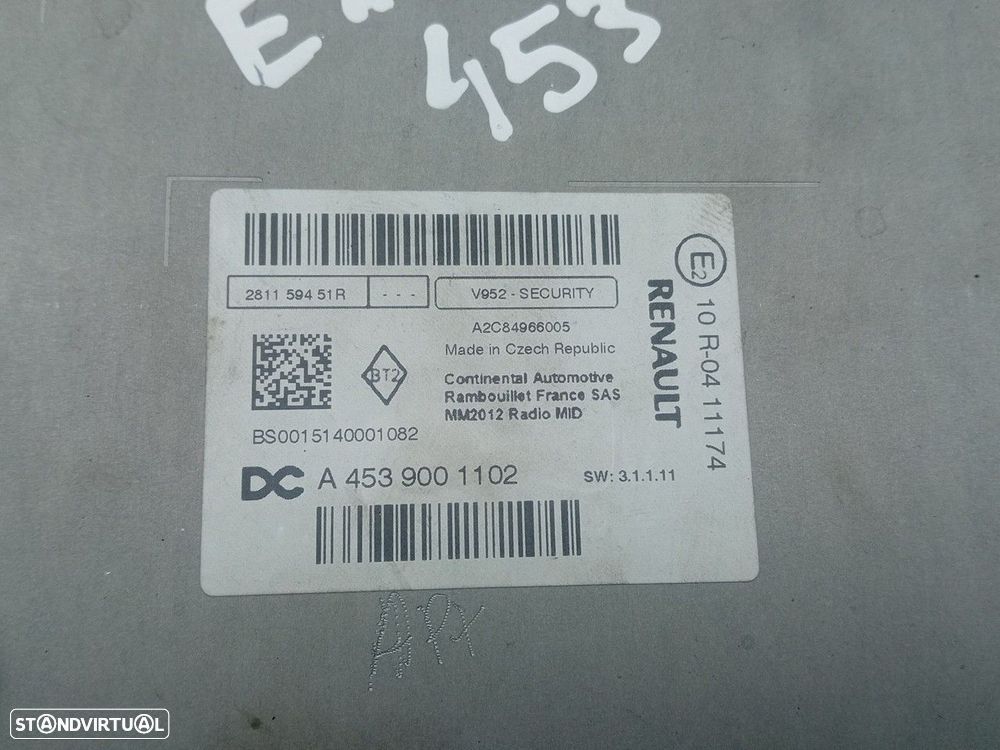 453
2811 594 51R
- - -
V952 - SECURITY
A2C84966005
Made in Czech Republic
BT2
Continental Automotive
Rambouillet France SAS
MM2012 Radio MID
BS0015140001082
DC A 453 900 1102
SW: 3.1.1.11
RENAULT
E2 10 R-04 11174
STANDVIRTUAL